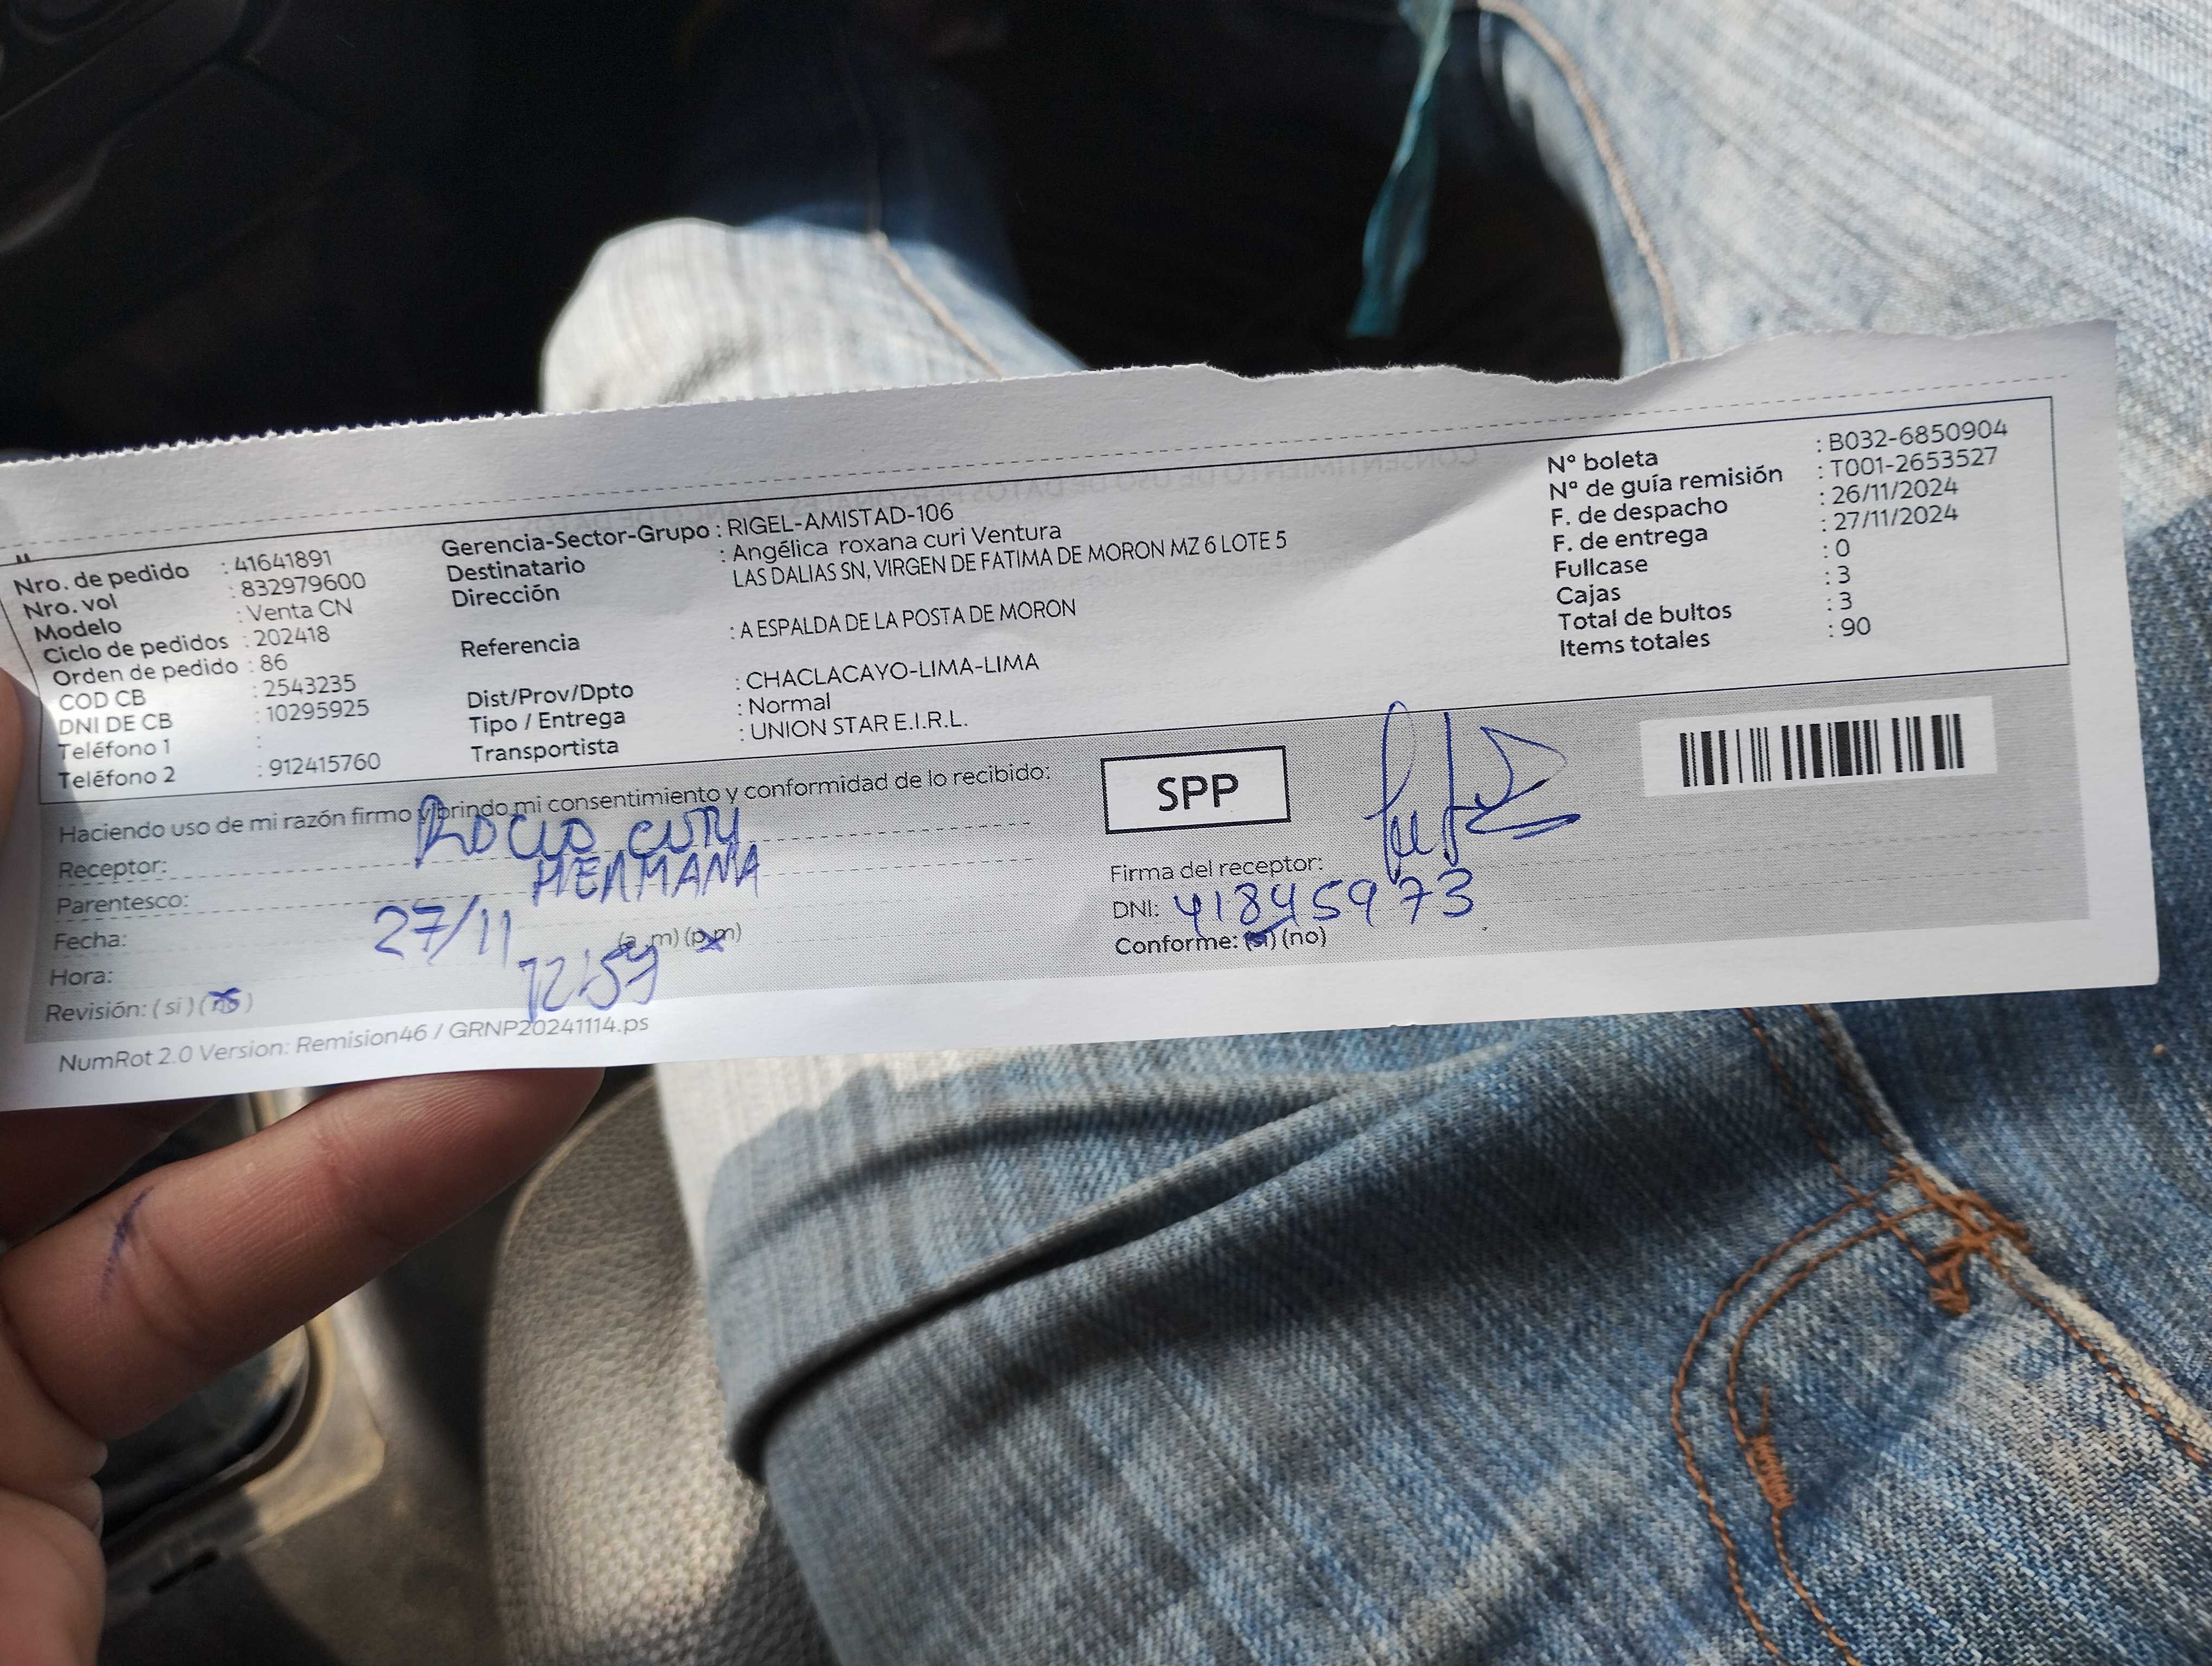 Nro. de pedido : 41641891
Nro. vol : 832979600
Modelo : Venta CN
Ciclo de pedidos : 202418
Orden de pedido : 86
COD CB : 2543235
DNI DE CB : 10295925
Teléfono 1 :
Teléfono 2 : 912415760
Gerencia-Sector-Grupo : RIGEL-AMISTAD-106
Destinatario : Angélica roxana curi Ventura
Dirección LAS DALIAS SN, VIRGEN DE FATIMA DE MORON MZ 6 LOTE 5
Referencia : A ESPALDA DE LA POSTA DE MORON
Dist/Prov/Dpto : CHACLACAYO-LIMA-LIMA
Tipo / Entrega : Normal
Transportista : UNION STAR E.I.R.L.
Nº boleta : B032-6850904
Nº de guía remisión : T001-2653527
F. de despacho : 26/11/2024
F. de entrega : 27/11/2024
Fullcase : 0
Cajas : 3
Total de bultos : 3
Items totales : 90
Haciendo uso de mi razón firmo y brindo mi consentimiento y conformidad de lo recibido:
Receptor: ROCIO CURI
Parentesco: HERMANA
Fecha: 27/11
Hora: 12:59 (a. m) (p. m)
Revisión: (si) (no)
SPP
Firma del receptor:
DNI: 41845973
Conforme: (si) (no)
NumRot 2.0 Version: Remision46 / GRNP20241114.ps